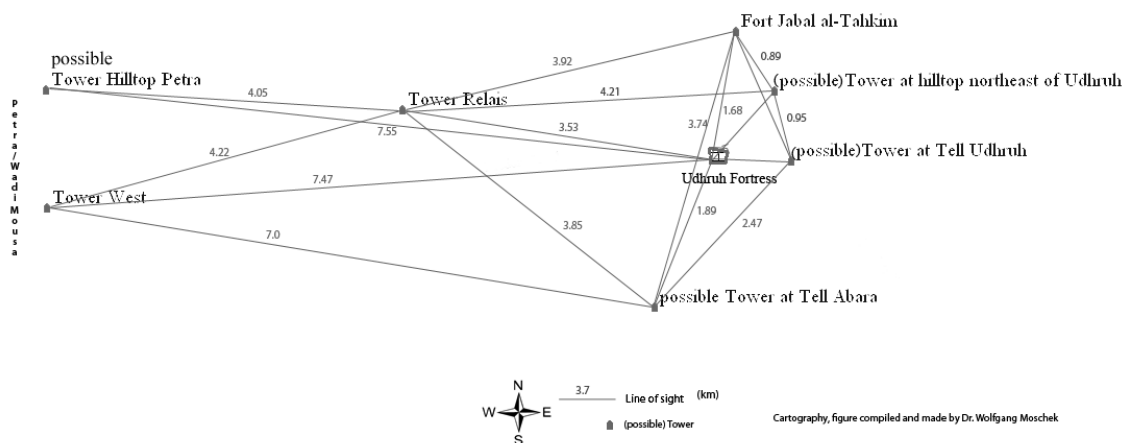 Fort Jabal al-Tahkim
possible
Tower Hilltop Petra
3.92
0.89
(possible)Tower at hilltop northeast of Udhruh
4.05
Tower Relais
4.21
1.68
0.95
Petra/Wadi Mousa
7.55
3.53
3.74
4.22
(possible)Tower at Tell Udhruh
Udhruh Fortress
7.47
Tower West
1.89
2.47
3.85
7.0
possible Tower at Tell Abara
N
W E
S
3.7
Line of sight (km)
(possible) Tower
Cartography, figure compiled and made by Dr. Wolfgang Moschek